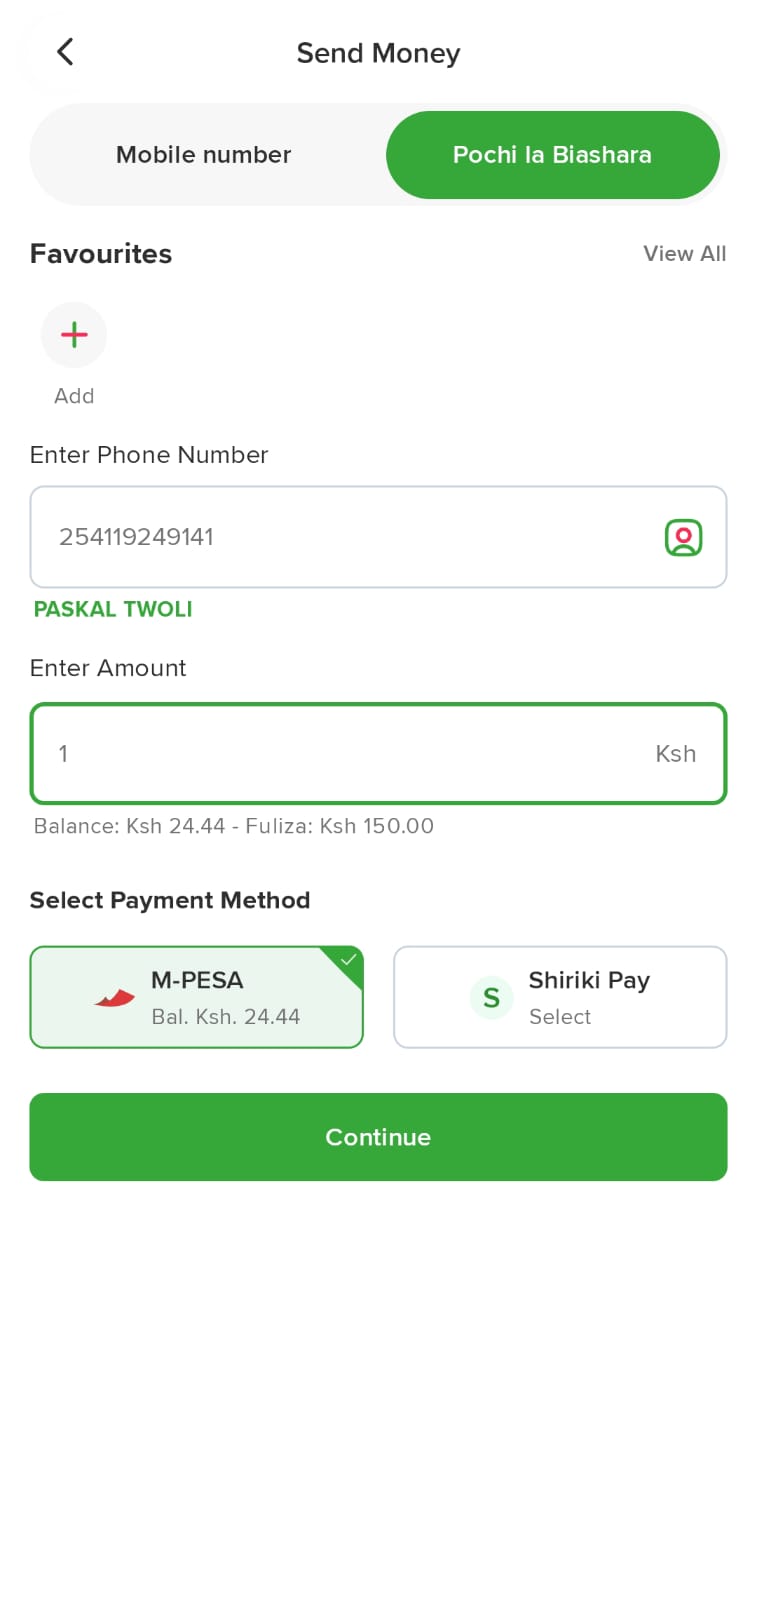 Send Money
Mobile number
Pochi la Biashara
Favourites
View All
Add
Enter Phone Number
254119249141
PASKAL TWOLI
Enter Amount
1
Ksh
Balance: Ksh 24.44 - Fuliza: Ksh 150.00
Select Payment Method
M-PESA
Bal. Ksh. 24.44
S
Shiriki Pay
Select
Continue